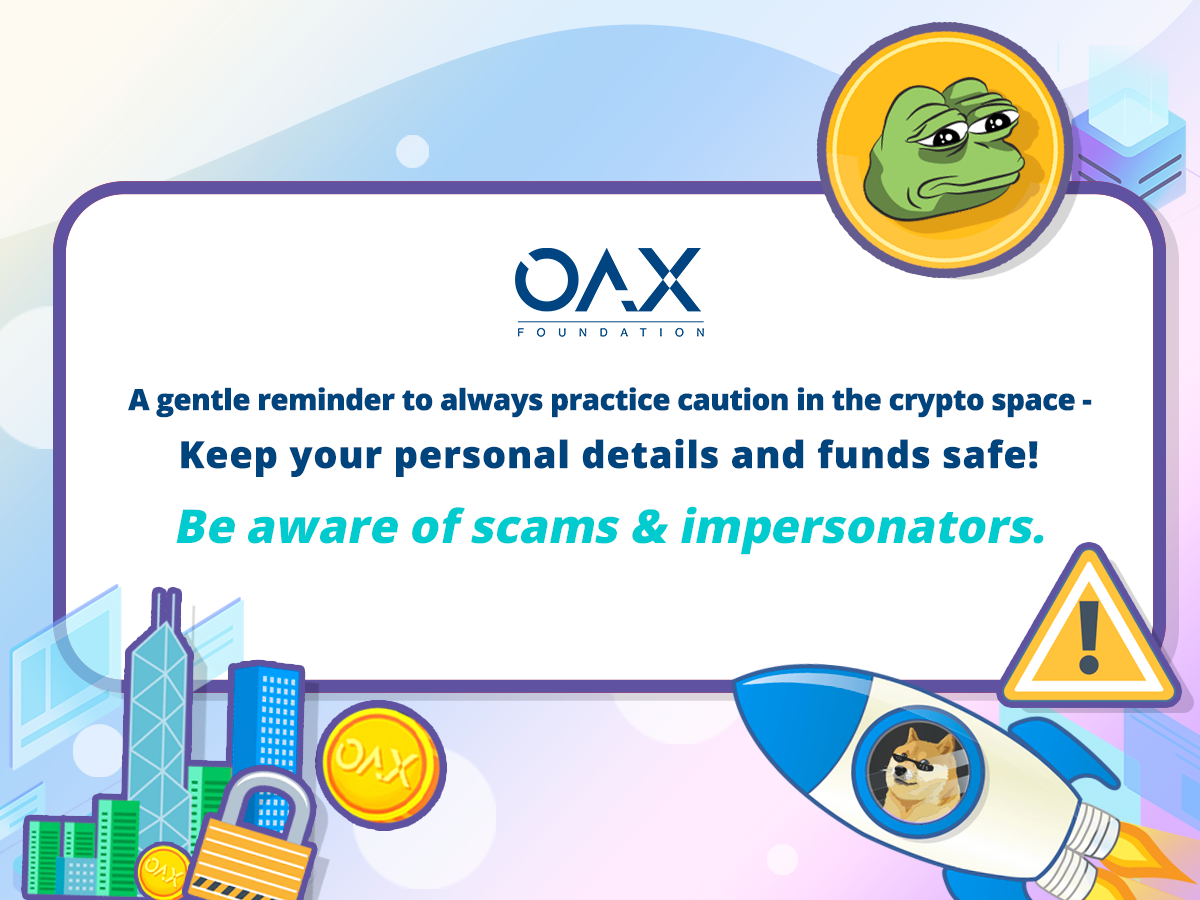 OAX
FOUNDATION
A gentle reminder to always practice caution in the crypto space -
Keep your personal details and funds safe!
Be aware of scams & impersonators.
!
OAX
OAX